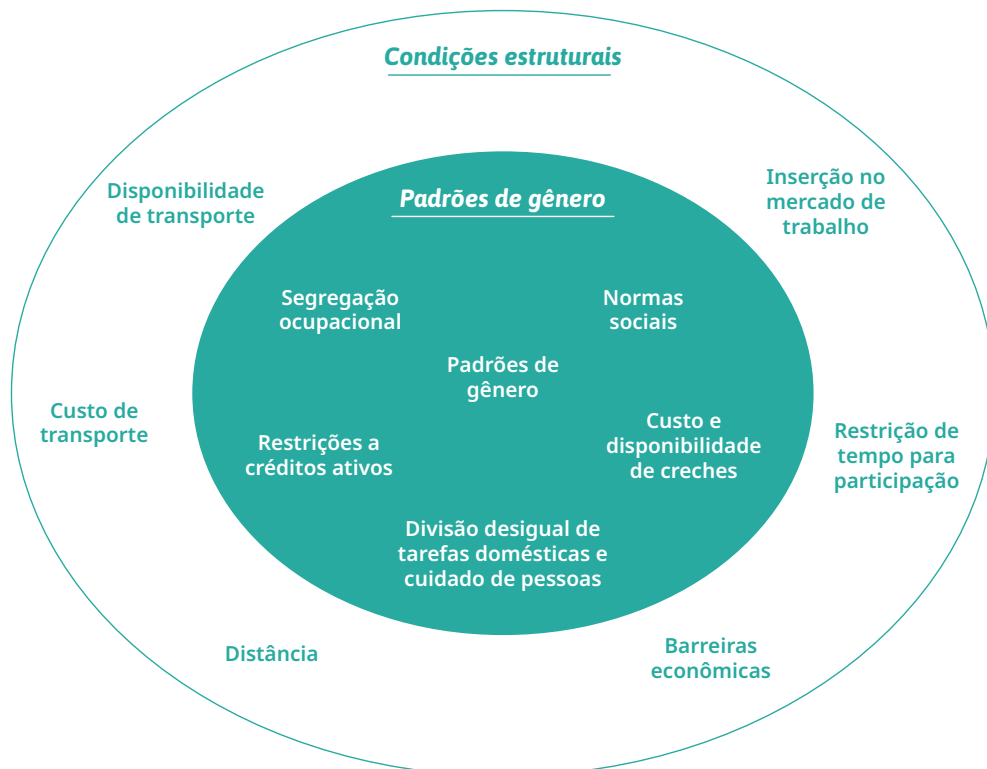 Condições estruturais
Disponibilidade
de transporte
Inserção no
mercado de
trabalho
Padrões de gênero
Segregação
ocupacional
Normas
sociais
Padrões de
gênero
Custo de
transporte
Restrições a
créditos ativos
Custo e
disponibilidade
de creches
Restrição de
tempo para
participação
Divisão desigual de
tarefas domésticas e
cuidado de pessoas
Distância
Barreiras
econômicas